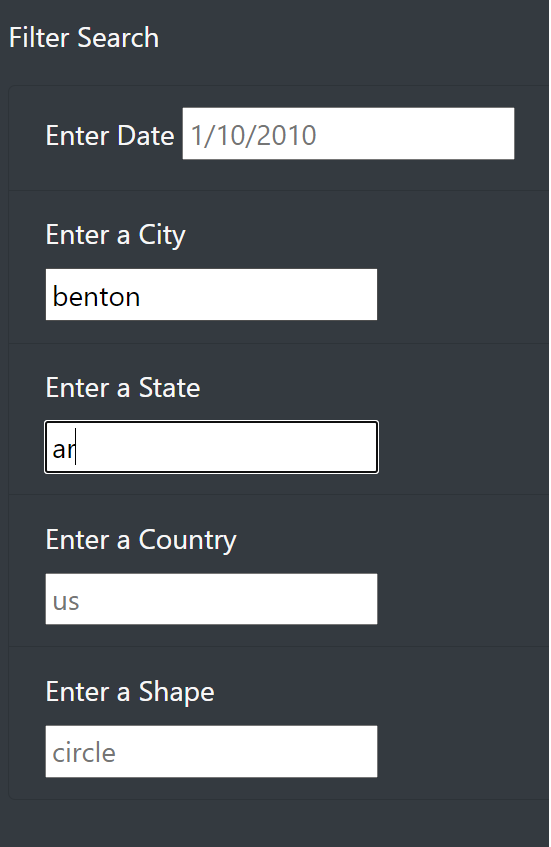 Filter Search
Enter Date 1/10/2010
Enter a City
benton
Enter a State
ar
Enter a Country
us
Enter a Shape
circle